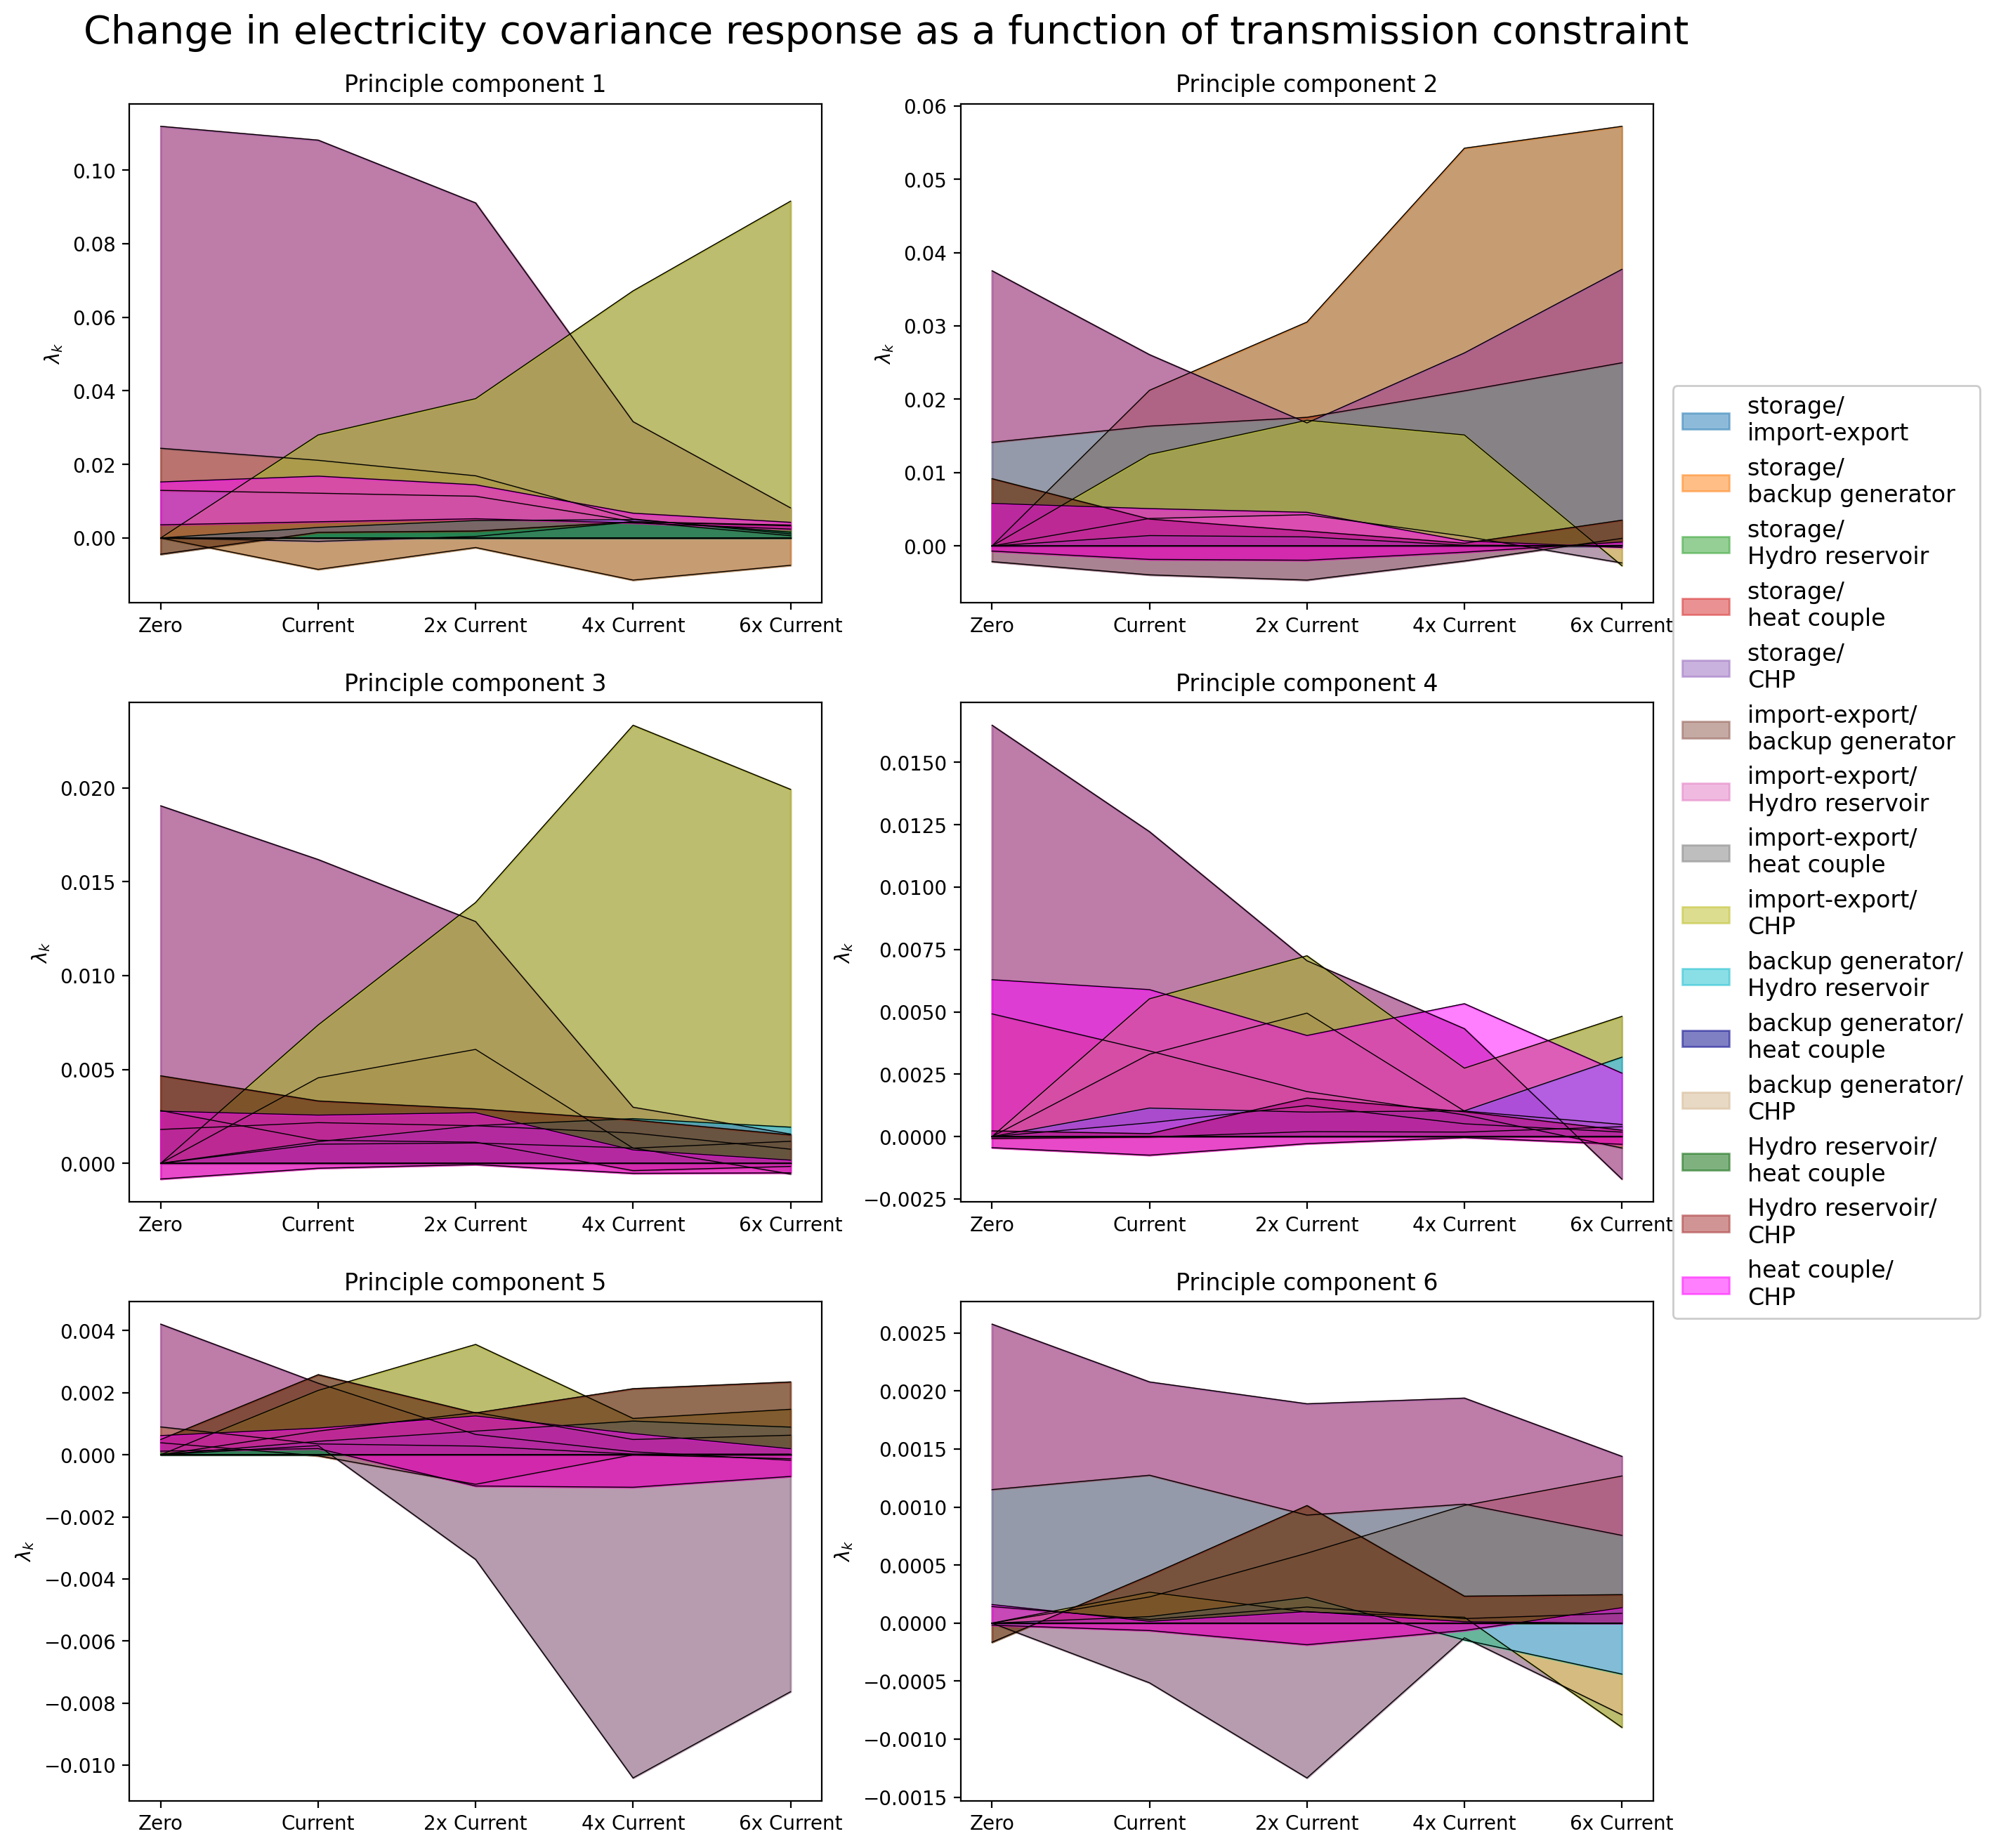 Change in electricity covariance response as a function of transmission constraint
Principle component 1
0.10
0.08
0.06
0.04
0.02
0.00
λk
Zero
Current
2x Current
4x Current
6x Current
Principle component 2
0.06
0.05
0.04
0.03
0.02
0.01
0.00
λk
Zero
Current
2x Current
4x Current
6x Current
Principle component 3
0.020
0.015
0.010
0.005
0.000
λk
Zero
Current
2x Current
4x Current
6x Current
Principle component 4
0.0150
0.0125
0.0100
0.0075
0.0050
0.0025
0.0000
−0.0025
λk
Zero
Current
2x Current
4x Current
6x Current
Principle component 5
0.004
0.002
0.000
−0.002
−0.004
−0.006
−0.008
−0.010
λk
Zero
Current
2x Current
4x Current
6x Current
Principle component 6
0.0025
0.0020
0.0015
0.0010
0.0005
0.0000
−0.0005
−0.0010
−0.0015
λk
Zero
Current
2x Current
4x Current
6x Current
storage/
import-export
storage/
backup generator
storage/
Hydro reservoir
storage/
heat couple
storage/
CHP
import-export/
backup generator
import-export/
Hydro reservoir
import-export/
heat couple
import-export/
CHP
backup generator/
Hydro reservoir
backup generator/
heat couple
backup generator/
CHP
Hydro reservoir/
heat couple
Hydro reservoir/
CHP
heat couple/
CHP